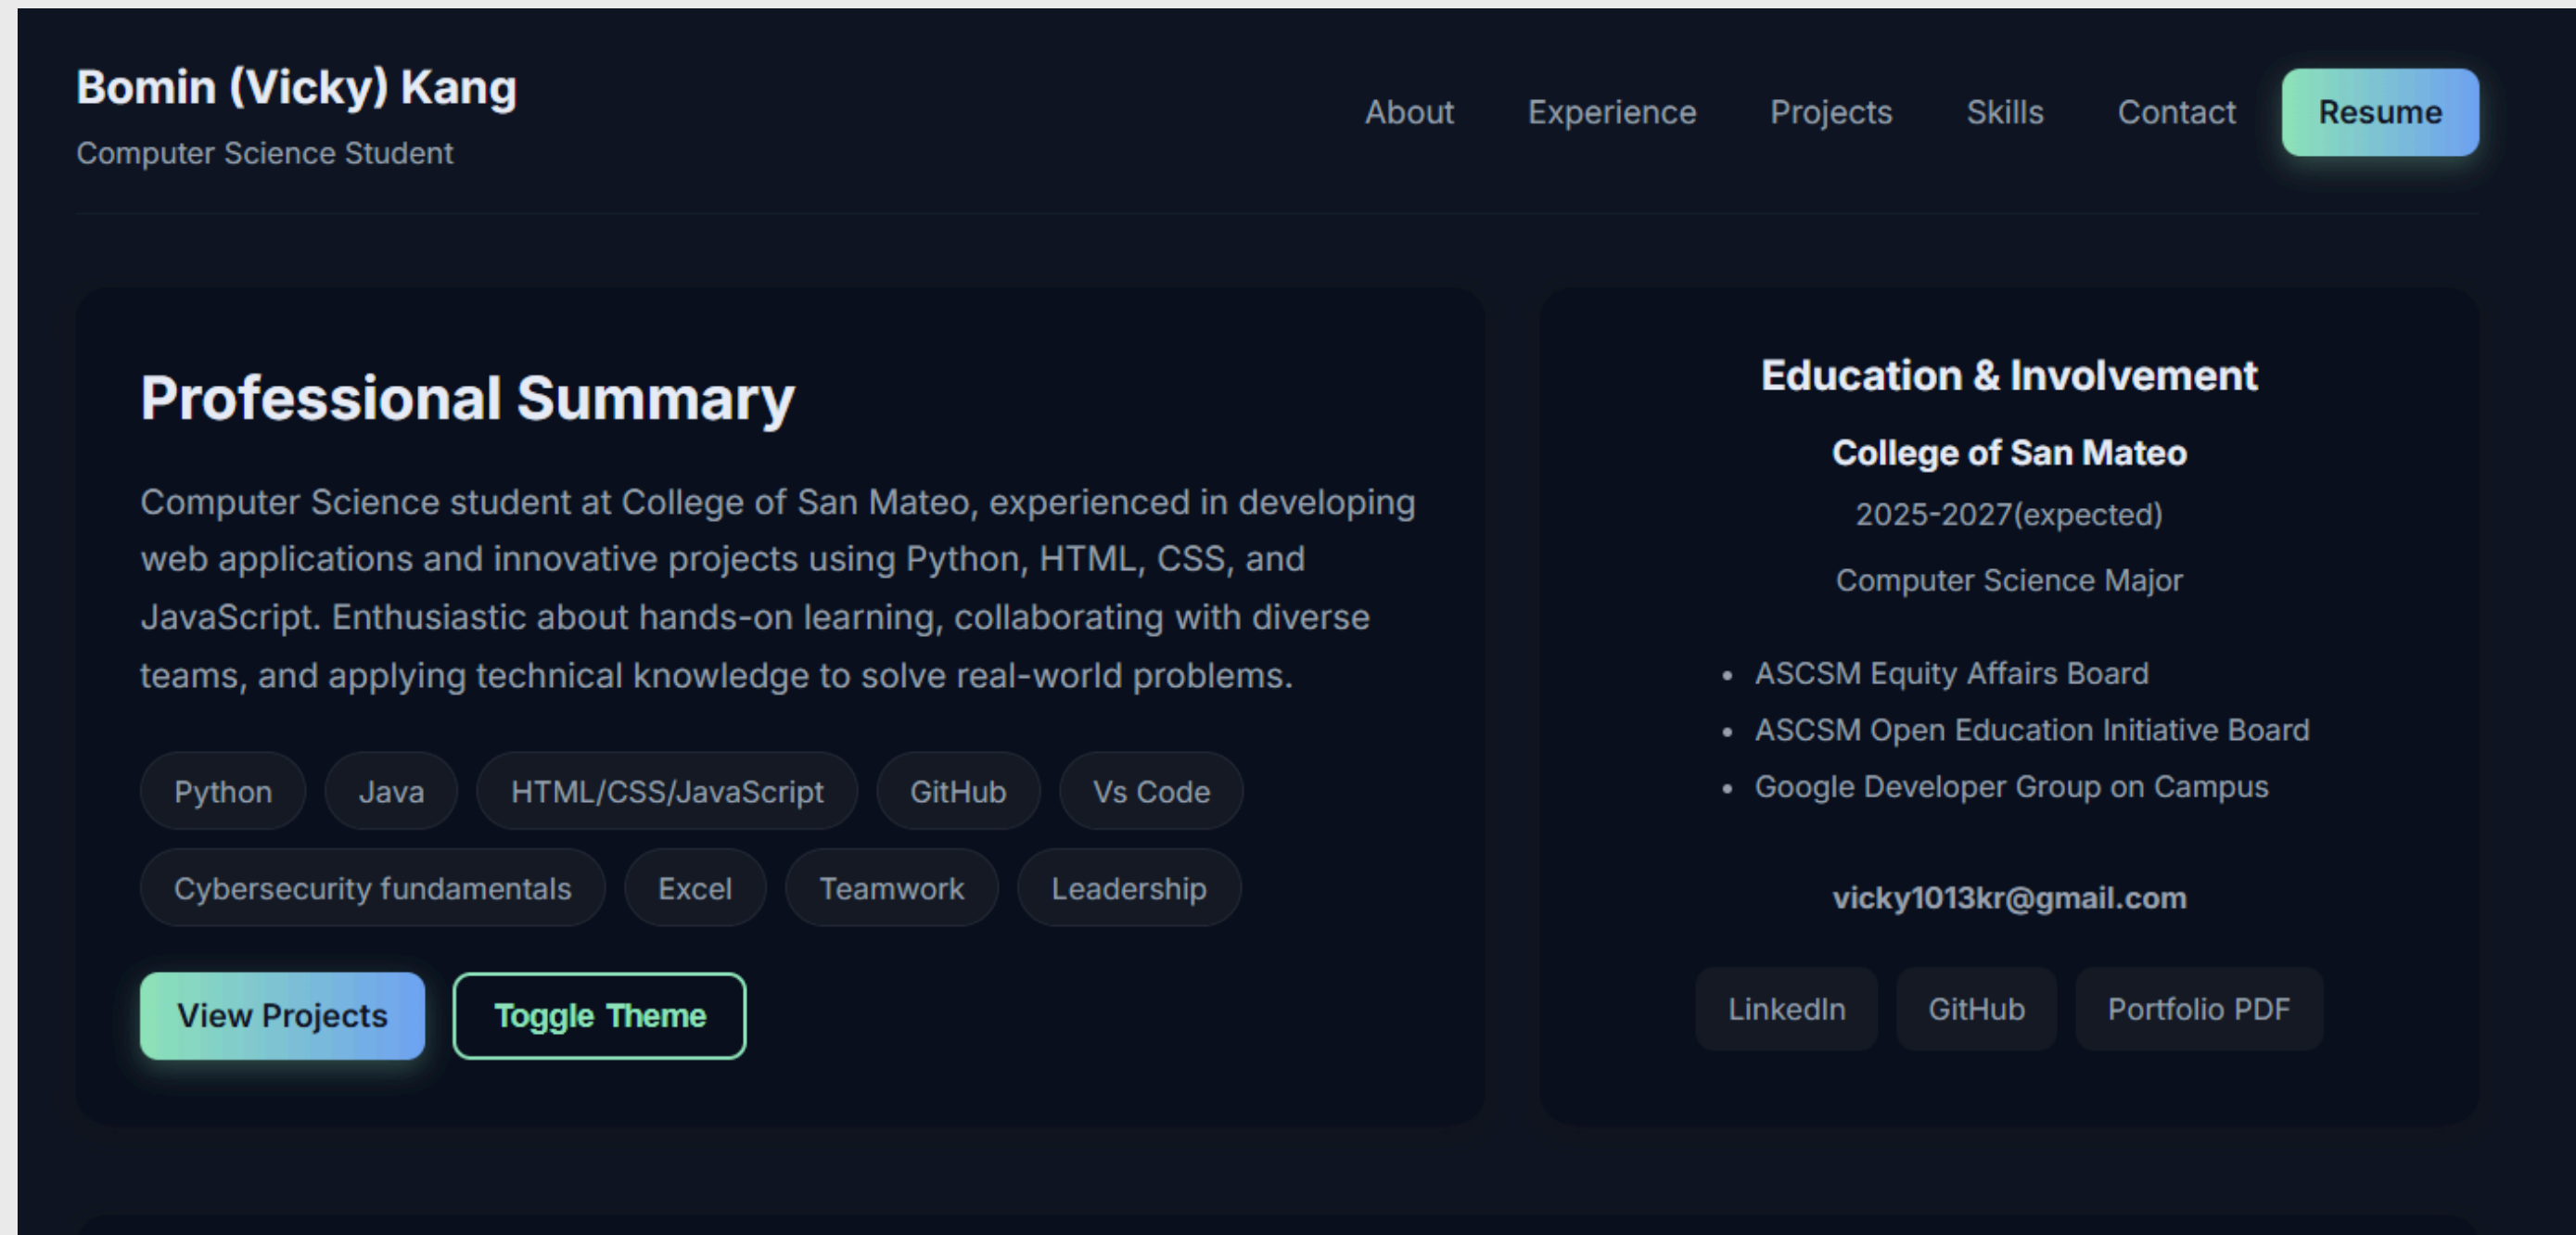 Bomin (Vicky) Kang
Computer Science Student
About
Experience
Projects
Skills
Contact
Resume
Professional Summary
Computer Science student at College of San Mateo, experienced in developing
web applications and innovative projects using Python, HTML, CSS, and
JavaScript. Enthusiastic about hands-on learning, collaborating with diverse
teams, and applying technical knowledge to solve real-world problems.
Python
Java
HTML/CSS/JavaScript
GitHub
Vs Code
Cybersecurity fundamentals
Excel
Teamwork
Leadership
View Projects
Toggle Theme
Education & Involvement
College of San Mateo
2025-2027(expected)
Computer Science Major
• ASCSM Equity Affairs Board
• ASCSM Open Education Initiative Board
• Google Developer Group on Campus
vicky1013kr@gmail.com
LinkedIn
GitHub
Portfolio PDF